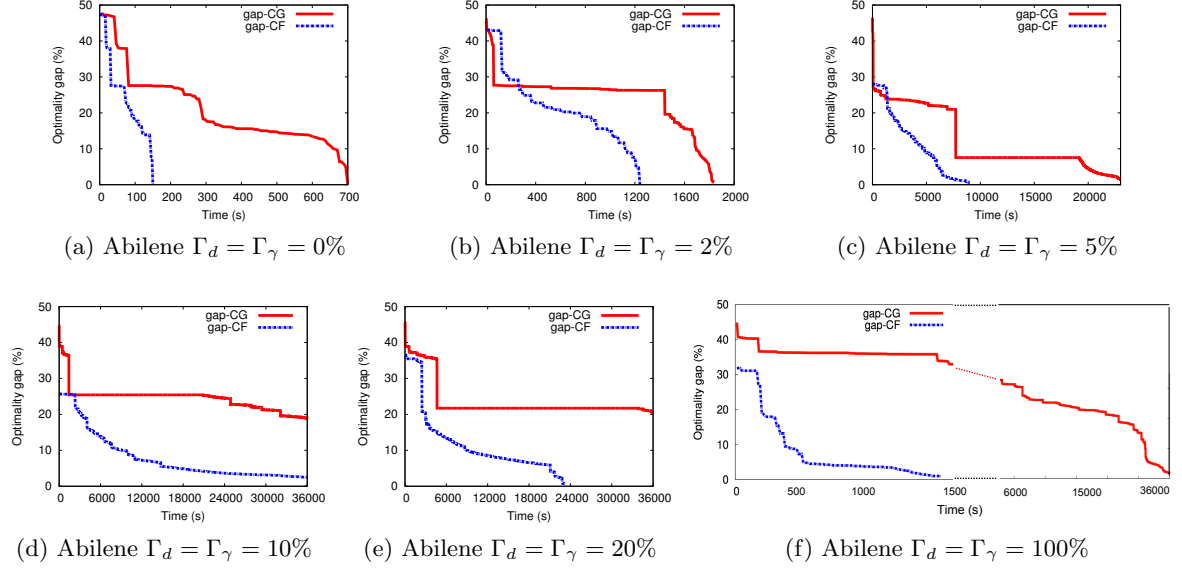 50
40
30
20
10
0
Optimality gap (%)
gap-CG
gap-CF
0 100 200 300 400 500 600 700
Time (s)
(a) Abilene Γd = Γγ = 0%
50
40
30
20
10
0
Optimality gap (%)
gap-CG
gap-CF
0 400 800 1200 1600 2000
Time (s)
(b) Abilene Γd = Γγ = 2%
50
40
30
20
10
0
Optimality gap (%)
gap-CG
gap-CF
0 5000 10000 15000 20000
Time (s)
(c) Abilene Γd = Γγ = 5%
50
40
30
20
10
0
Optimality gap (%)
gap-CG
gap-CF
0 6000 12000 18000 24000 30000 36000
Time (s)
(d) Abilene Γd = Γγ = 10%
50
40
30
20
10
0
Optimality gap (%)
gap-CG
gap-CF
0 6000 12000 18000 24000 30000 36000
Time (s)
(e) Abilene Γd = Γγ = 20%
50
40
30
20
10
0
Optimality gap (%)
gap-CG
gap-CF
0 500 1000 1500 6000 15000 36000
Time (s)
(f) Abilene Γd = Γγ = 100%